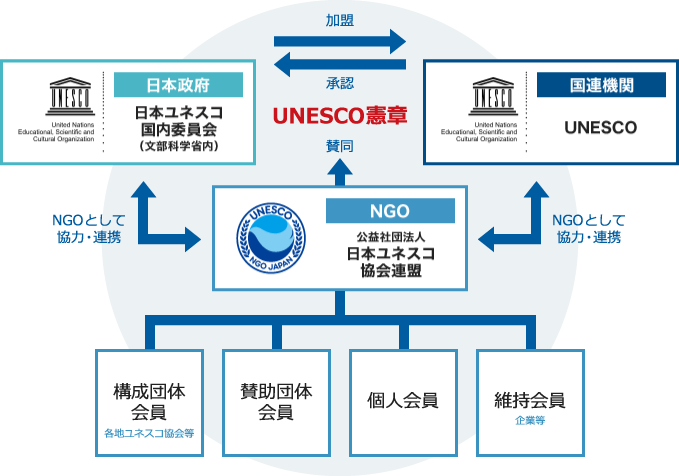 加盟
承認
UNESCO憲章
賛同
UNESCO
United Nations
Educational, Scientific and
Cultural Organization
日本政府
日本ユネスコ
国内委員会
(文部科学省内)
UNESCO
United Nations
Educational, Scientific and
Cultural Organization
国連機関
UNESCO
NGOとして
協力・連携
UNESCO
NGO JAPAN
NGO
公益社団法人
日本ユネスコ
協会連盟
NGOとして
協力・連携
構成団体
会員
各地ユネスコ協会等
賛助団体
会員
個人会員
維持会員
企業等